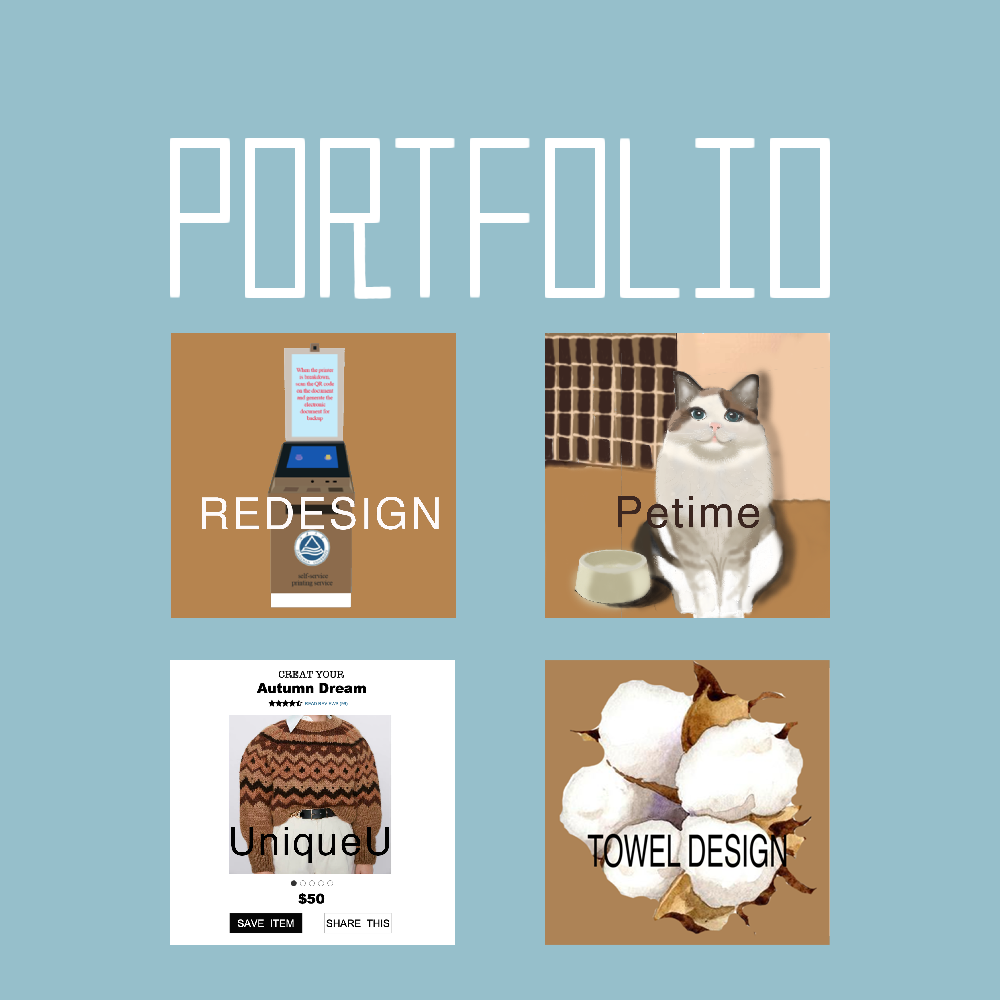 PORTFOLIO
When the printer
is breakdown,
scan the QR code
on the document
and generate the
electronic
document for
backup
REDESIGN
self-service
printing service
Petime
CREAT YOUR
Autumn Dream
READ REVIEWS
UniqueU
$50
SAVE ITEM
SHARE THIS
TOWEL DESIGN